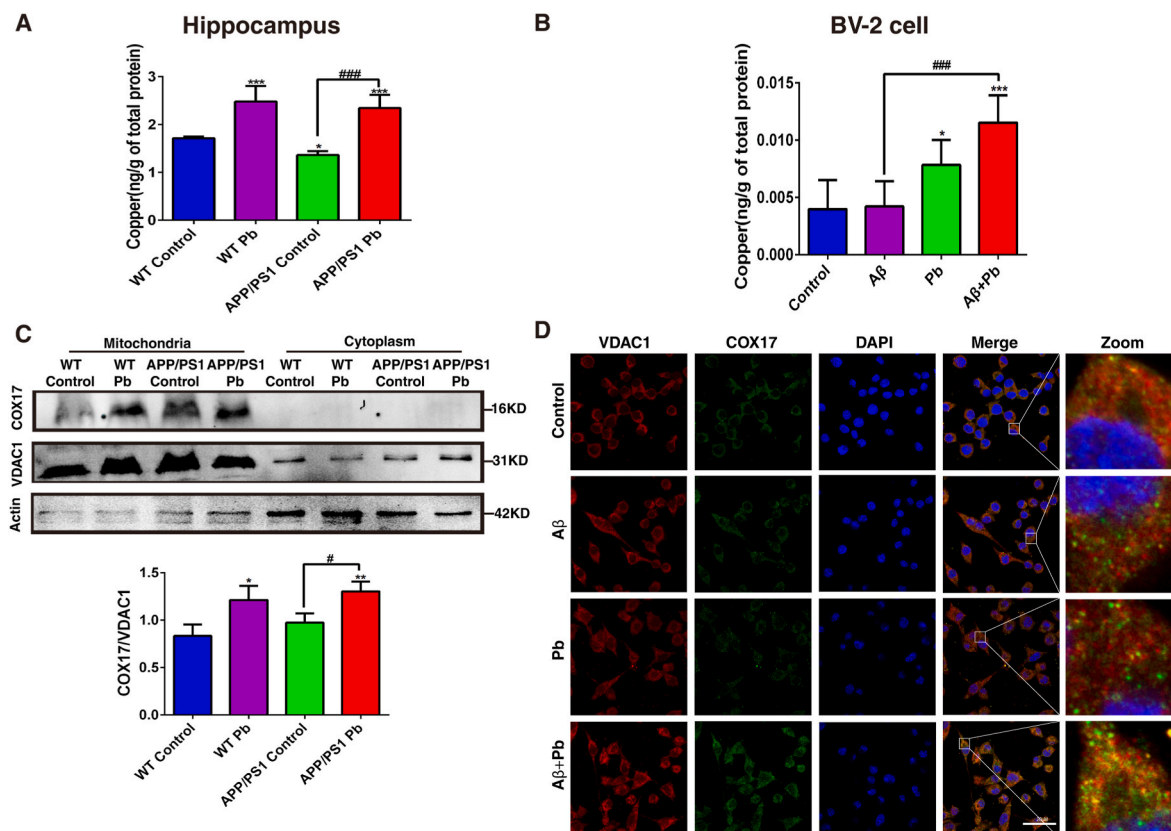 A
Hippocampus
Copper(ng/g of total protein)
3
2
1
0
***
###
*
***
WT Control
WT Pb
APP/PS1 Control
APP/PS1 Pb
B
BV-2 cell
Copper(ng/g of total protein)
0.015
0.010
0.005
0.000
###
*
***
Control
Aβ
Pb
Aβ+Pb
C
Mitochondria
Cytoplasm
WT Control
WT Pb
APP/PS1 Control
APP/PS1 Pb
WT Control
WT Pb
APP/PS1 Control
APP/PS1 Pb
COX17
16KD
VDAC1
31KD
Actin
42KD
COX17/VDAC1
1.5
1.0
0.5
0.0
*
#
**
WT Control
WT Pb
APP/PS1 Control
APP/PS1 Pb
D
VDAC1
COX17
DAPI
Merge
Zoom
Control
Aβ
Pb
Aβ+Pb